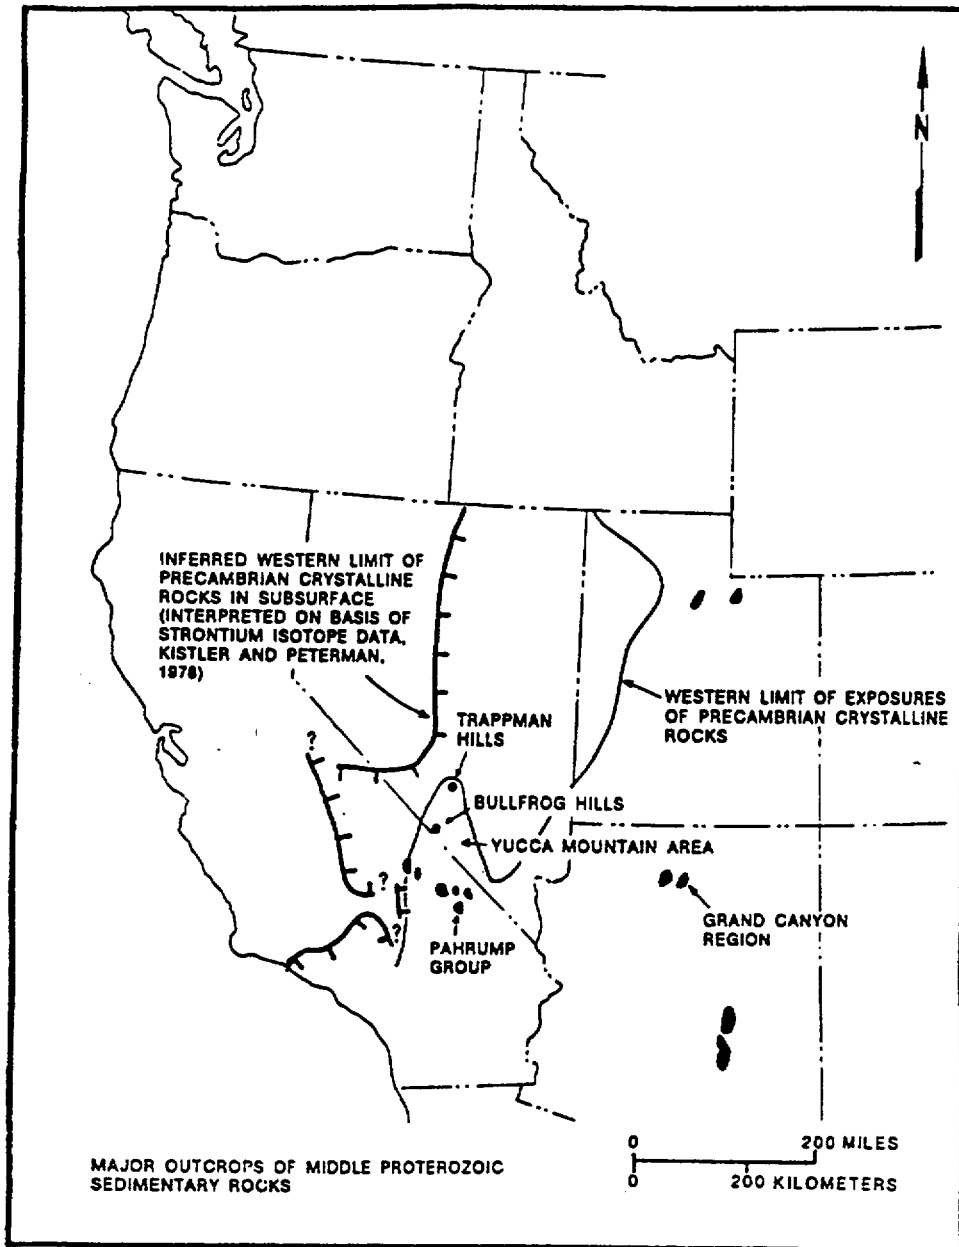 N
INFERRED WESTERN LIMIT OF
PRECAMBRIAN CRYSTALLINE
ROCKS IN SUBSURFACE
(INTERPRETED ON BASIS OF
STRONTIUM ISOTOPE DATA,
KISTLER AND PETERMAN,
1978)
WESTERN LIMIT OF EXPOSURES
OF PRECAMBRIAN CRYSTALLINE
ROCKS
TRAPPMAN
HILLS
?
BULLFROG HILLS
YUCCA MOUNTAIN AREA
?
?
GRAND CANYON
REGION
PAHRUMP
GROUP
0 200 MILES
0 200 KILOMETERS
MAJOR OUTCROPS OF MIDDLE PROTEROZOIC
SEDIMENTARY ROCKS